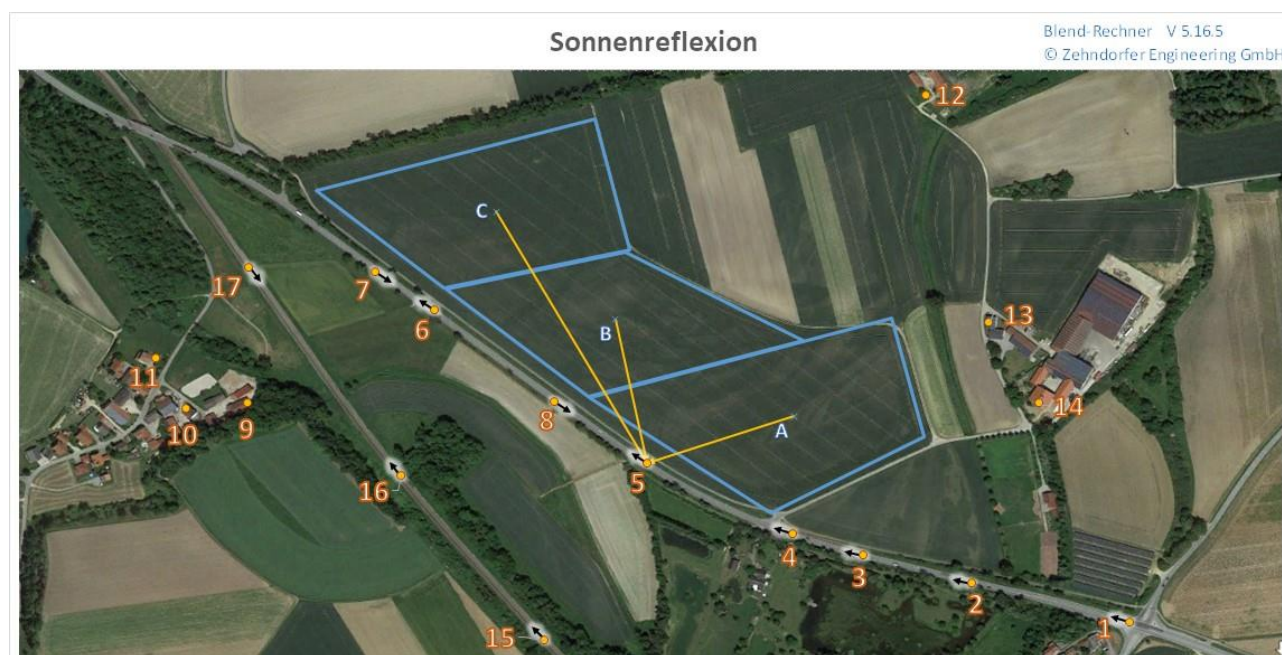 Sonnenreflexion
Blend-Rechner V 5.16.5
© Zehndorfer Engineering GmbH
12
C
17
7
6
B
13
11
10
9
8
A
14
5
16
4
3
2
15
1